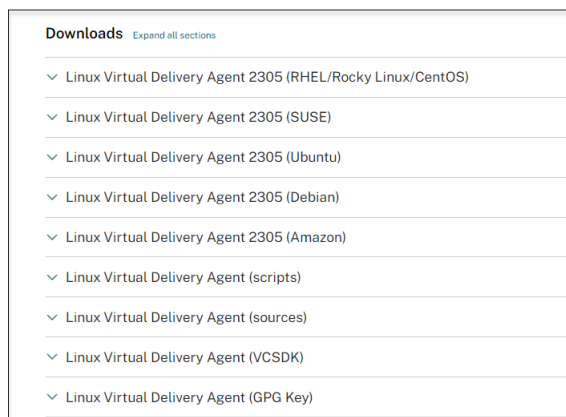 Downloads Expand all sections
Linux Virtual Delivery Agent 2305 (RHEL/Rocky Linux/CentOS)
Linux Virtual Delivery Agent 2305 (SUSE)
Linux Virtual Delivery Agent 2305 (Ubuntu)
Linux Virtual Delivery Agent 2305 (Debian)
Linux Virtual Delivery Agent 2305 (Amazon)
Linux Virtual Delivery Agent (scripts)
Linux Virtual Delivery Agent (sources)
Linux Virtual Delivery Agent (VCSDK)
Linux Virtual Delivery Agent (GPG Key)